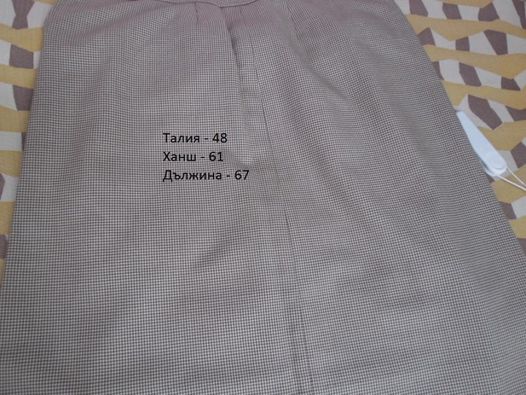 Талия - 48
Ханш - 61
Дължина - 67